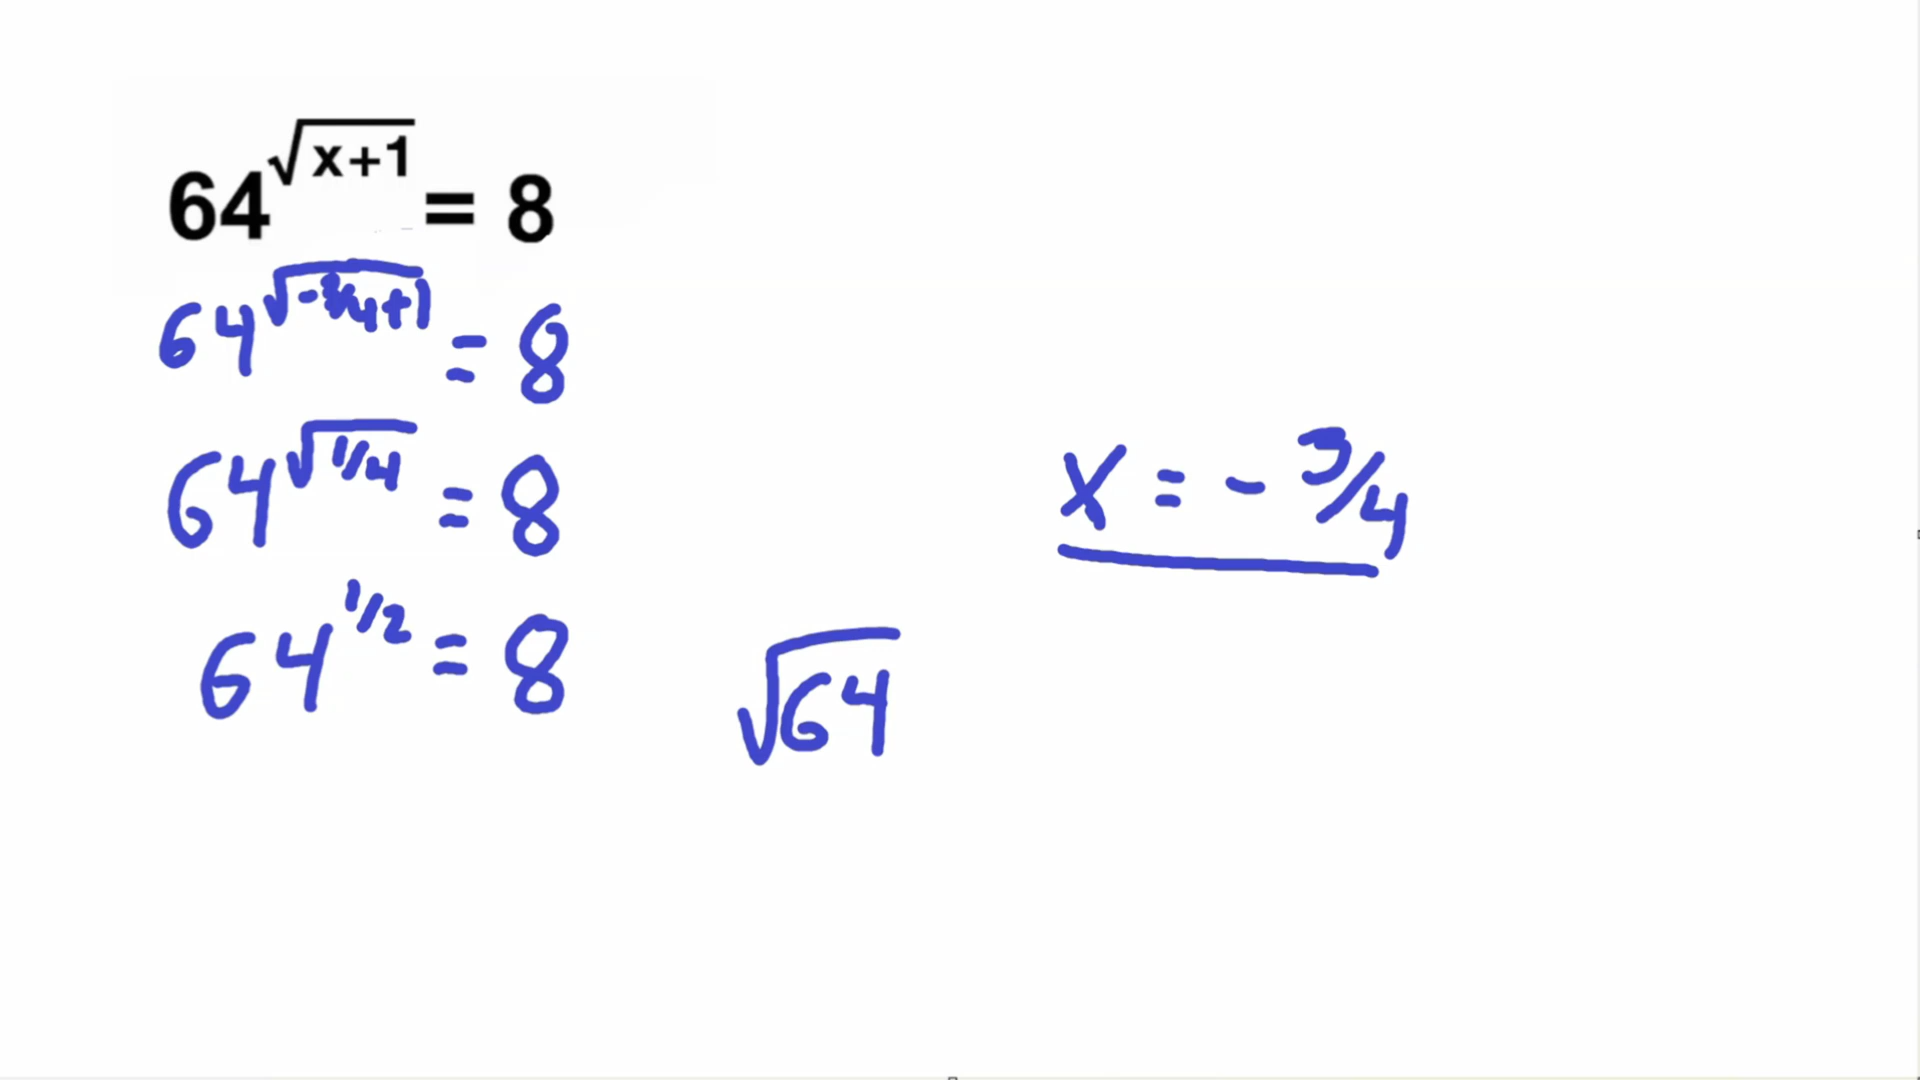 64^√(x+1) = 8
64^√(-3/4+1) = 8
64^√(1/4) = 8
x = - 3/4
64^1/2 = 8
√64